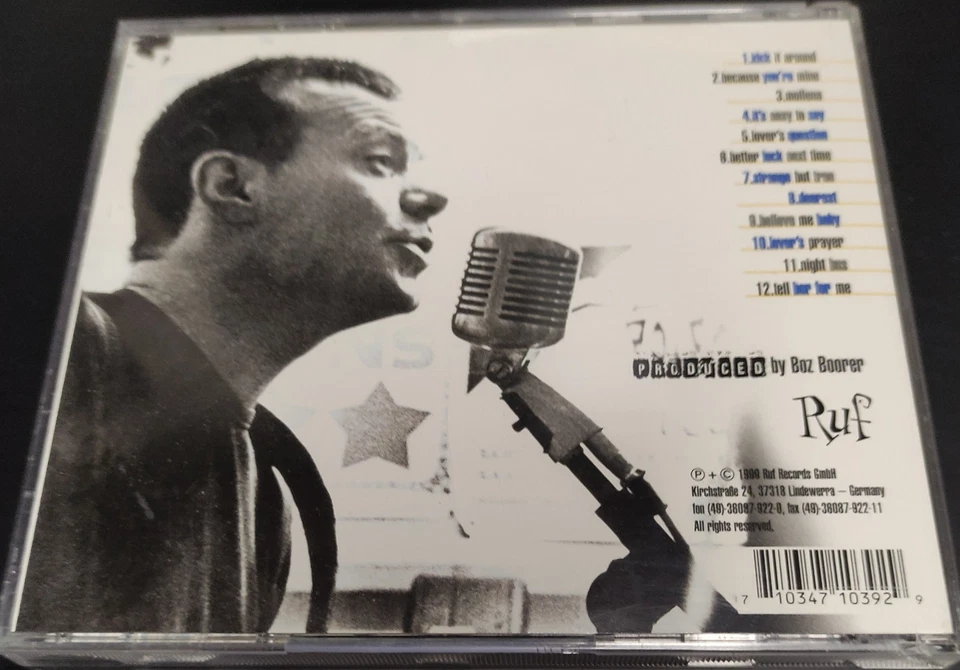 1.kick it around
2.because you're mine
3.motless
4.it's easy to say
5.lover's question
6.better luck next time
7.strange but true
8.dearest
9.believe me baby
10.lover's prayer
11.night bus
12.tell her for me
PRODUCED by Boz Boorer
Ruf
Ⓟ + © 1999 Ruf Records GmbH
Kirchstraße 24, 37318 Lindewerra – Germany
fon (49)-36087-922-0, fax (49)-36087-922-11
All rights reserved.
7 10347 10392 9